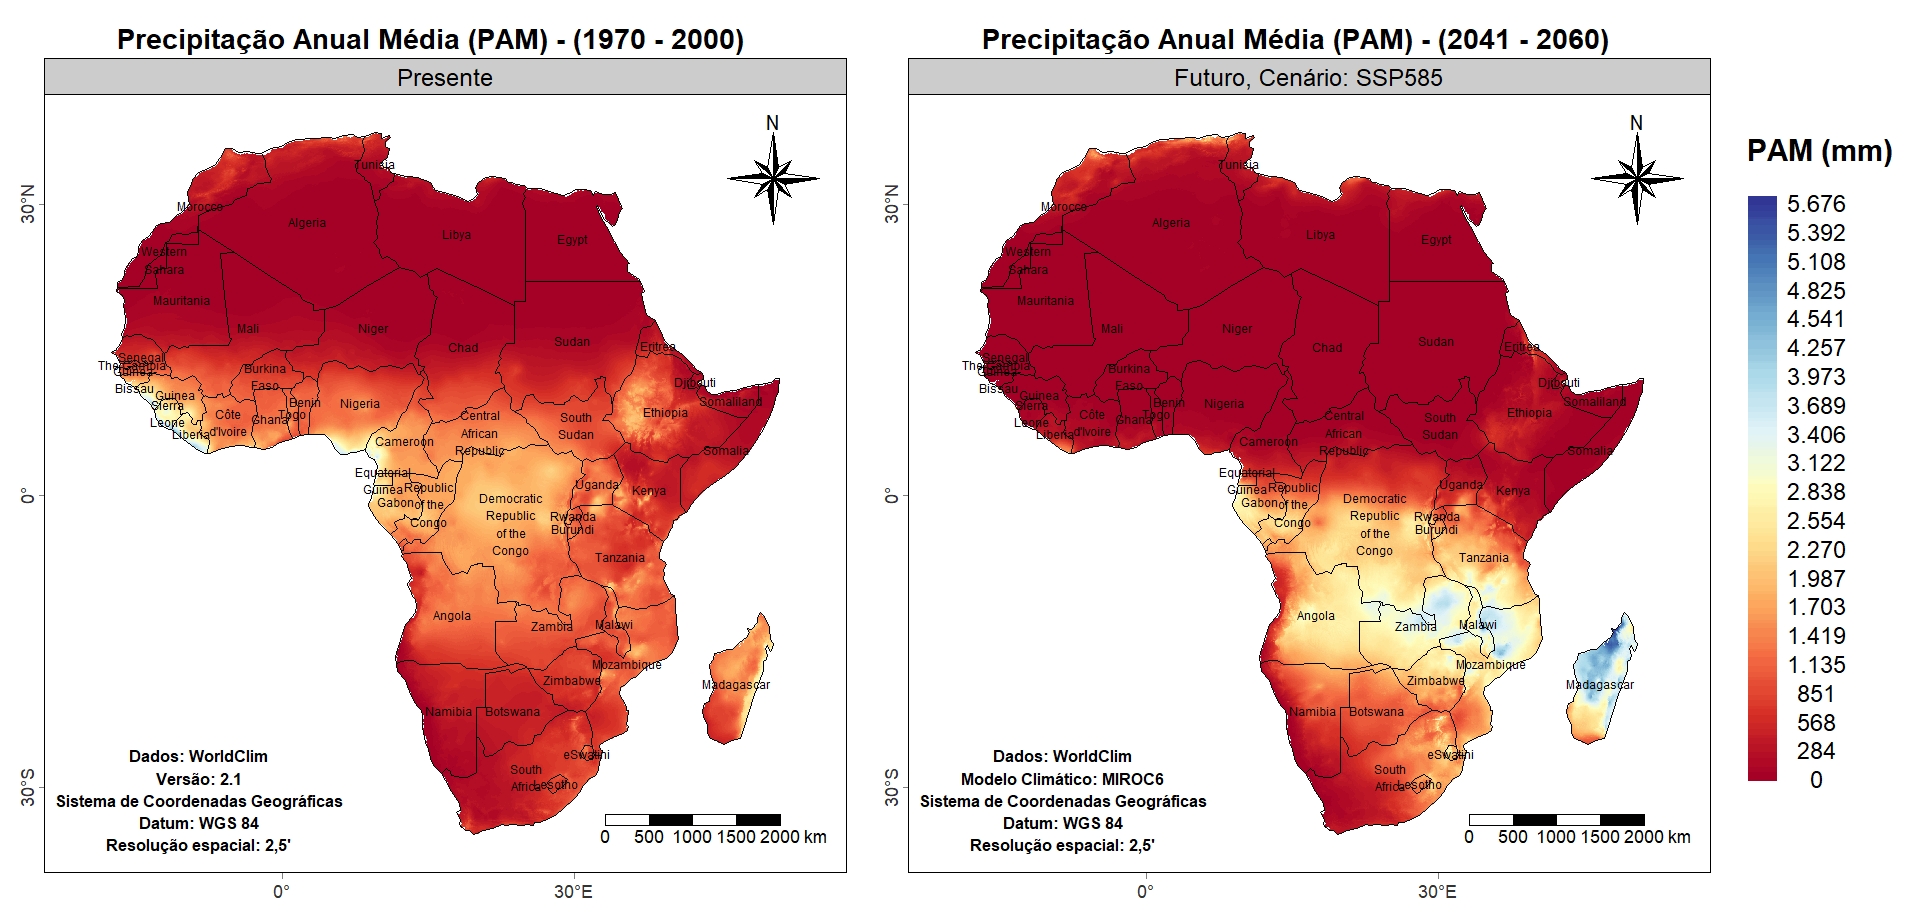 Precipitação Anual Média (PAM) - (1970 - 2000)
Presente
N
30°N
0°
30°S
Tunisia
Morocco
Algeria
Libya
Egypt
Western
Sahara
Mauritania
Mali
Niger
Chad
Sudan
Eritrea
Senegal
The Gambia
Guinea
Bissau
Burkina
Faso
Djibouti
Guinea
Sierra
Leone
Liberia
Côte
d'Ivoire
Ghana
Togo
Benin
Nigeria
Central
African
Republic
South
Sudan
Ethiopia
Somaliland
Somalia
Cameroon
Equatorial
Guinea
Gabon
Republic
of the
Congo
Democratic
Republic
of the
Congo
Uganda
Kenya
Rwanda
Burundi
Tanzania
Angola
Zambia
Malawi
Mozambique
Zimbabwe
Madagascar
Namibia
Botswana
eSwatini
South
Africa
Lesotho
Dados: WorldClim
Versão: 2.1
Sistema de Coordenadas Geográficas
Datum: WGS 84
Resolução espacial: 2,5'
0 500 1000 1500 2000 km
0° 30°E
Precipitação Anual Média (PAM) - (2041 - 2060)
Futuro, Cenário: SSP585
N
30°N
0°
30°S
Tunisia
Morocco
Algeria
Libya
Egypt
Western
Sahara
Mauritania
Mali
Niger
Chad
Sudan
Eritrea
Senegal
The Gambia
Guinea
Bissau
Burkina
Faso
Djibouti
Guinea
Sierra
Leone
Liberia
Côte
d'Ivoire
Ghana
Togo
Benin
Nigeria
Central
African
Republic
South
Sudan
Ethiopia
Somaliland
Somalia
Cameroon
Equatorial
Guinea
Gabon
Republic
of the
Congo
Democratic
Republic
of the
Congo
Uganda
Kenya
Rwanda
Burundi
Tanzania
Angola
Zambia
Malawi
Mozambique
Zimbabwe
Madagascar
Namibia
Botswana
eSwatini
South
Africa
Lesotho
Dados: WorldClim
Modelo Climático: MIROC6
Sistema de Coordenadas Geográficas
Datum: WGS 84
Resolução espacial: 2,5'
0 500 1000 1500 2000 km
0° 30°E
PAM (mm)
5.676
5.392
5.108
4.825
4.541
4.257
3.973
3.689
3.406
3.122
2.838
2.554
2.270
1.987
1.703
1.419
1.135
851
568
284
0